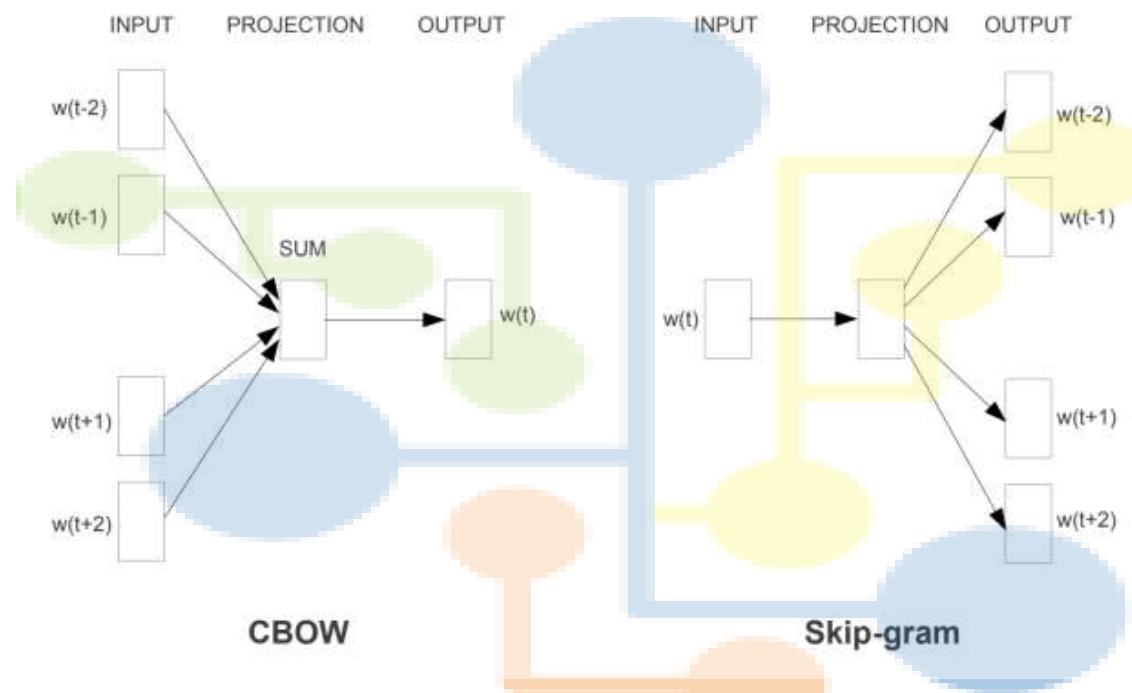 INPUT PROJECTION OUTPUT
w(t-2)
w(t-1)
SUM
w(t)
w(t+1)
w(t+2)
CBOW
INPUT PROJECTION OUTPUT
w(t-2)
w(t-1)
w(t)
w(t+1)
w(t+2)
Skip-gram